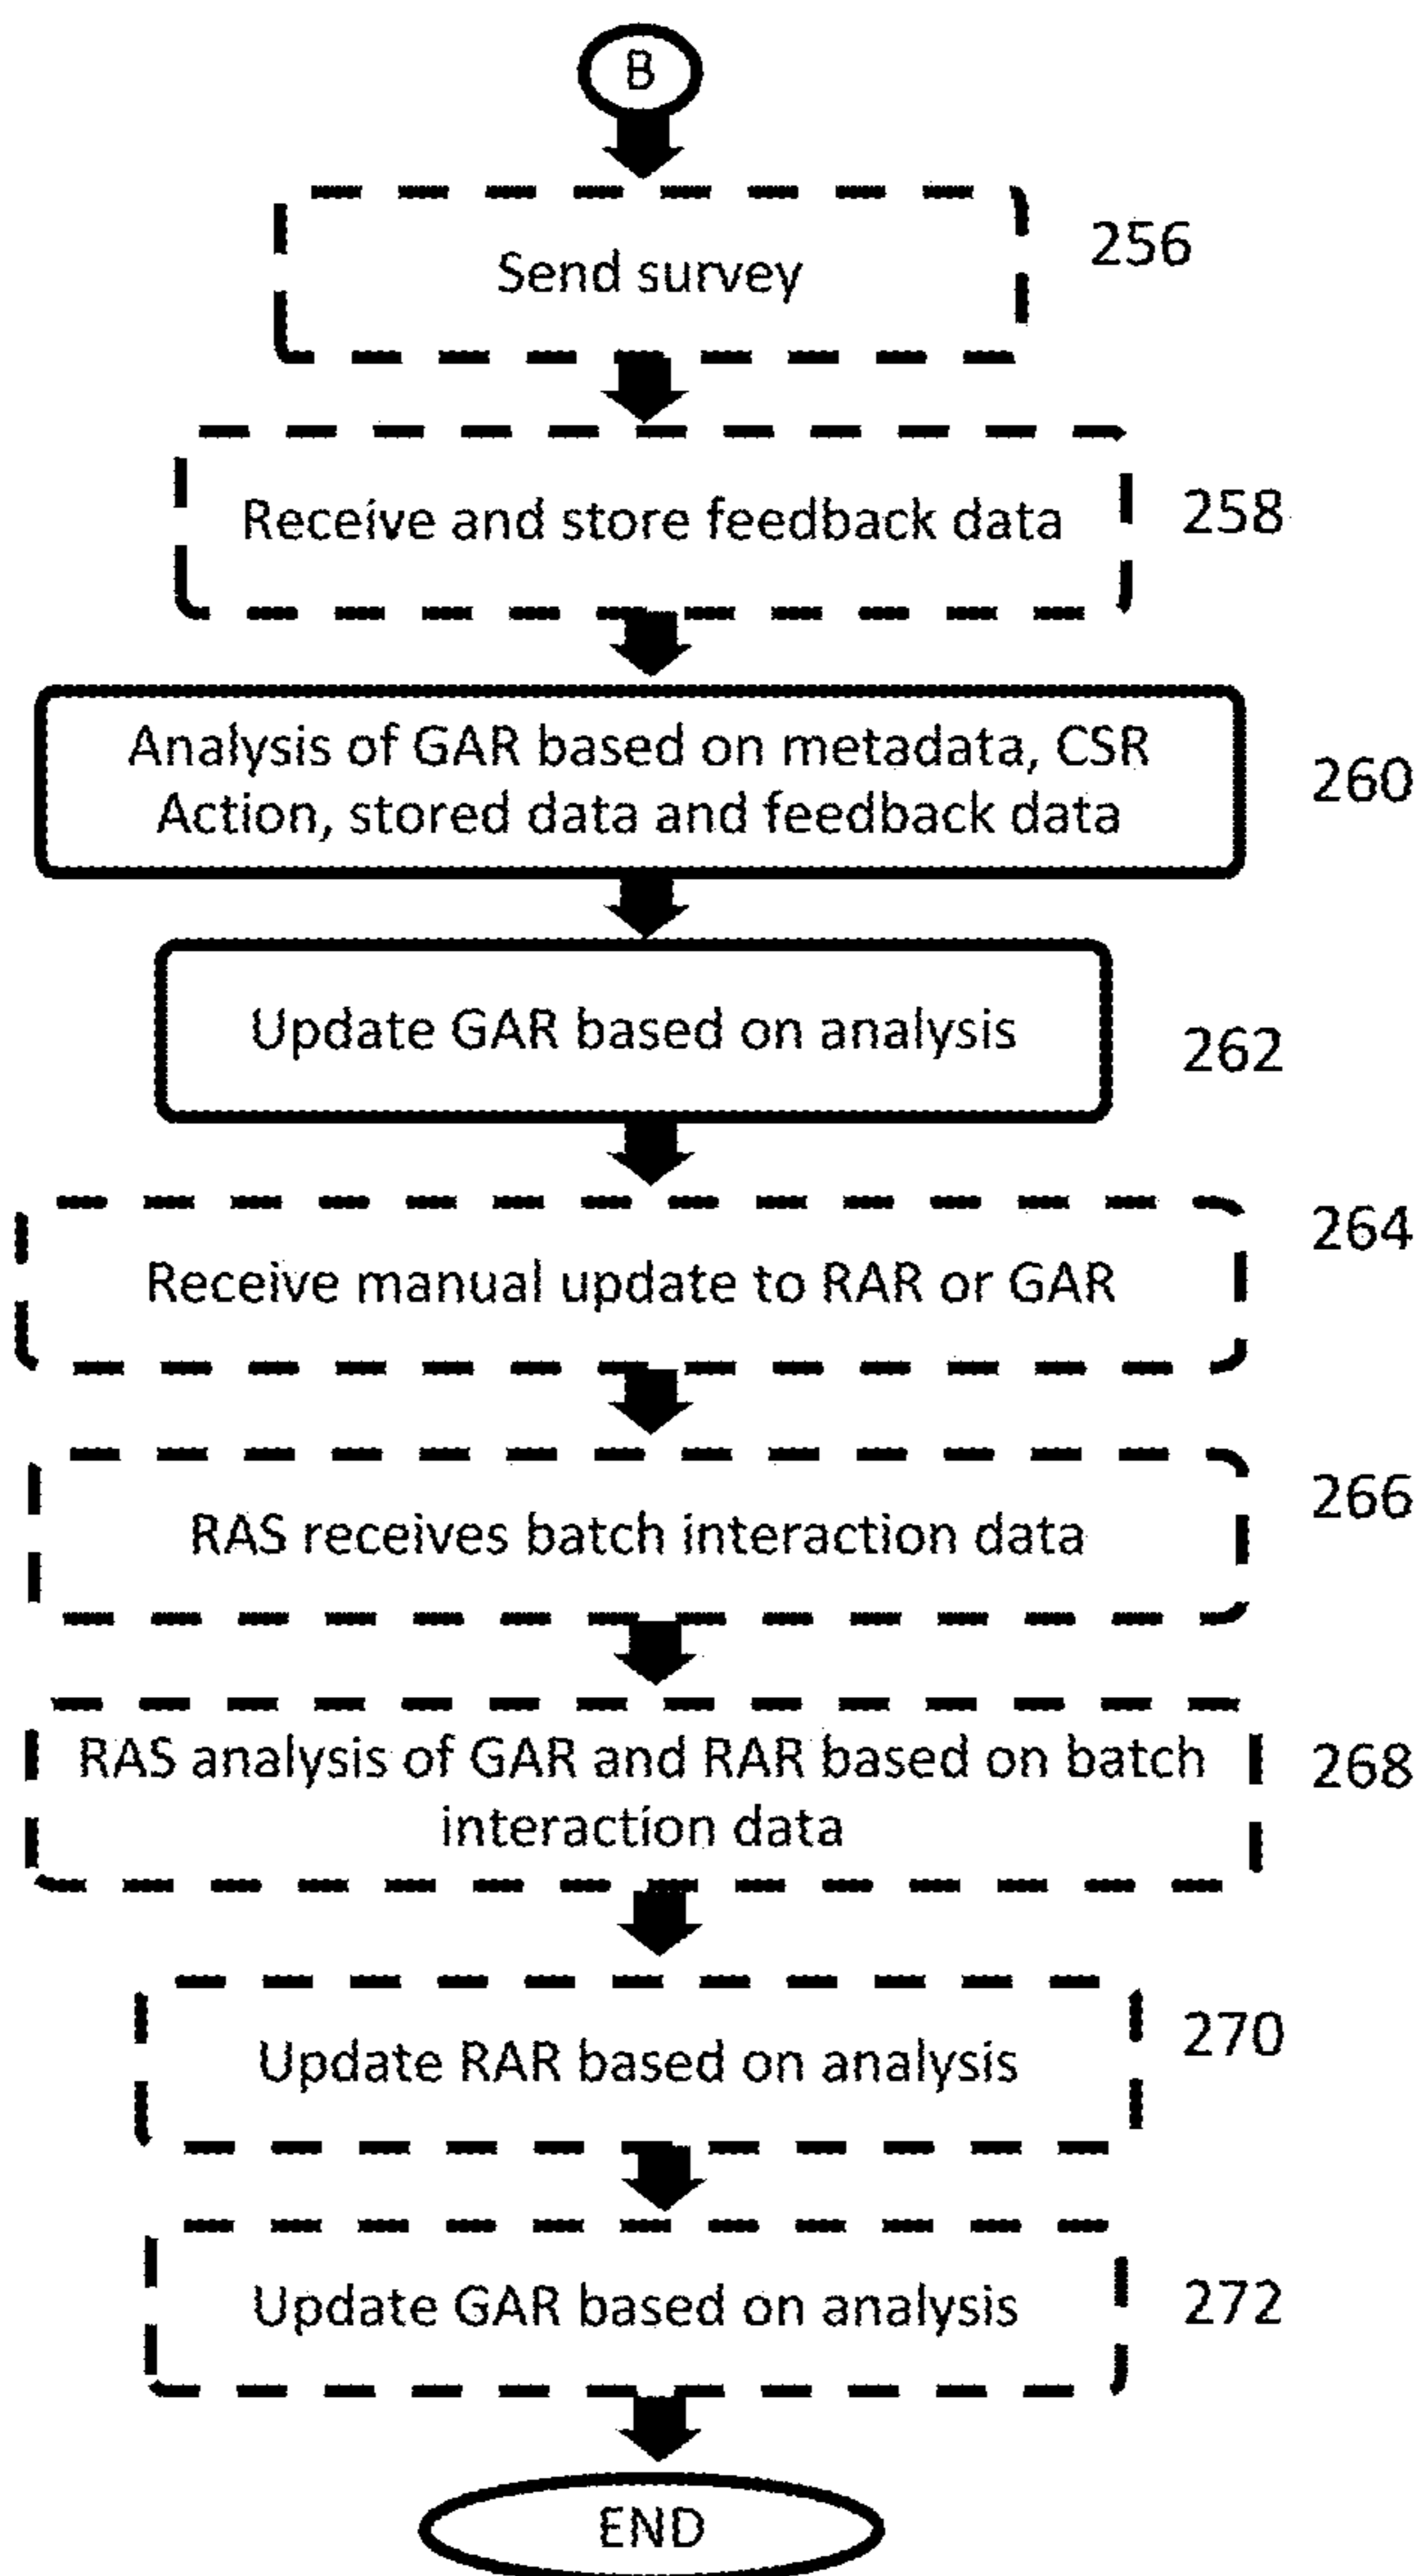 B
Send survey
256
Receive and store feedback data
258
Analysis of GAR based on metadata, CSR
Action, stored data and feedback data
260
Update GAR based on analysis
262
Receive manual update to RAR or GAR
264
RAS receives batch interaction data
266
RAS analysis of GAR and RAR based on batch
interaction data
268
Update RAR based on analysis
270
Update GAR based on analysis
272
END